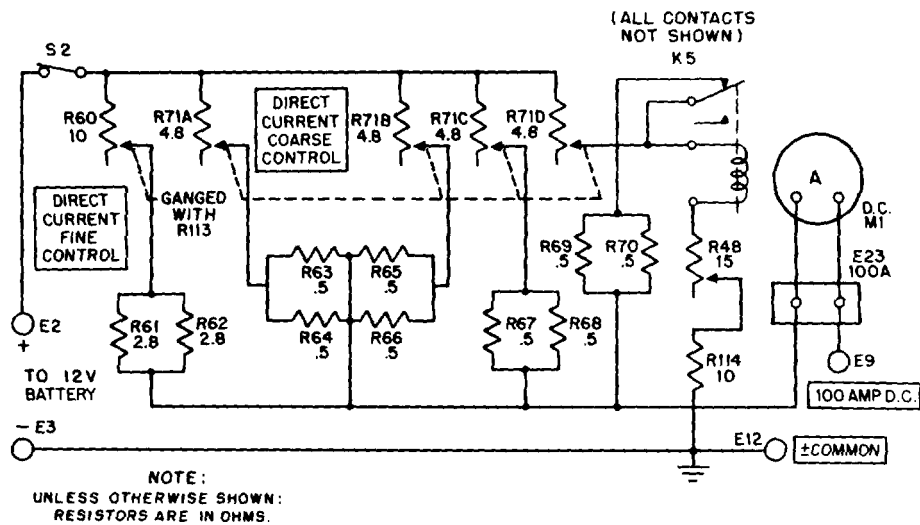 (ALL CONTACTS
NOT SHOWN)
K5
S2
R60
10
R71A
4.8
DIRECT
CURRENT
COARSE
CONTROL
R71B
4.8
R71C
4.8
R71D
4.8
A
D.C.
M1
DIRECT
CURRENT
FINE
CONTROL
GANGED
WITH
R113
R63
.5
R65
.5
R69
.5
R70
.5
R48
15
E23
100A
R61
2.8
R62
2.8
R64
.5
R66
.5
R67
.5
R68
.5
R114
10
E2
+
E9
TO 12V
BATTERY
100 AMP D.C.
- E3
E12
±COMMON
NOTE:
UNLESS OTHERWISE SHOWN:
RESISTORS ARE IN OHMS.